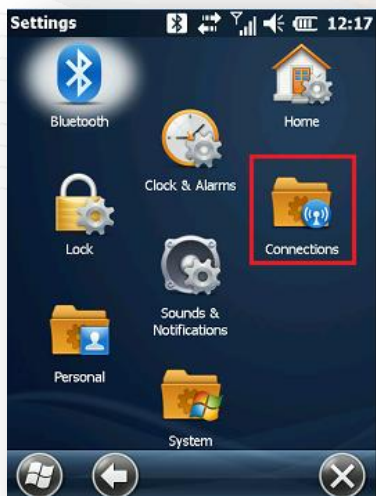 Settings 12:17
Bluetooth
Home
Clock & Alarms
Lock
Connections
Sounds &
Notifications
Personal
System